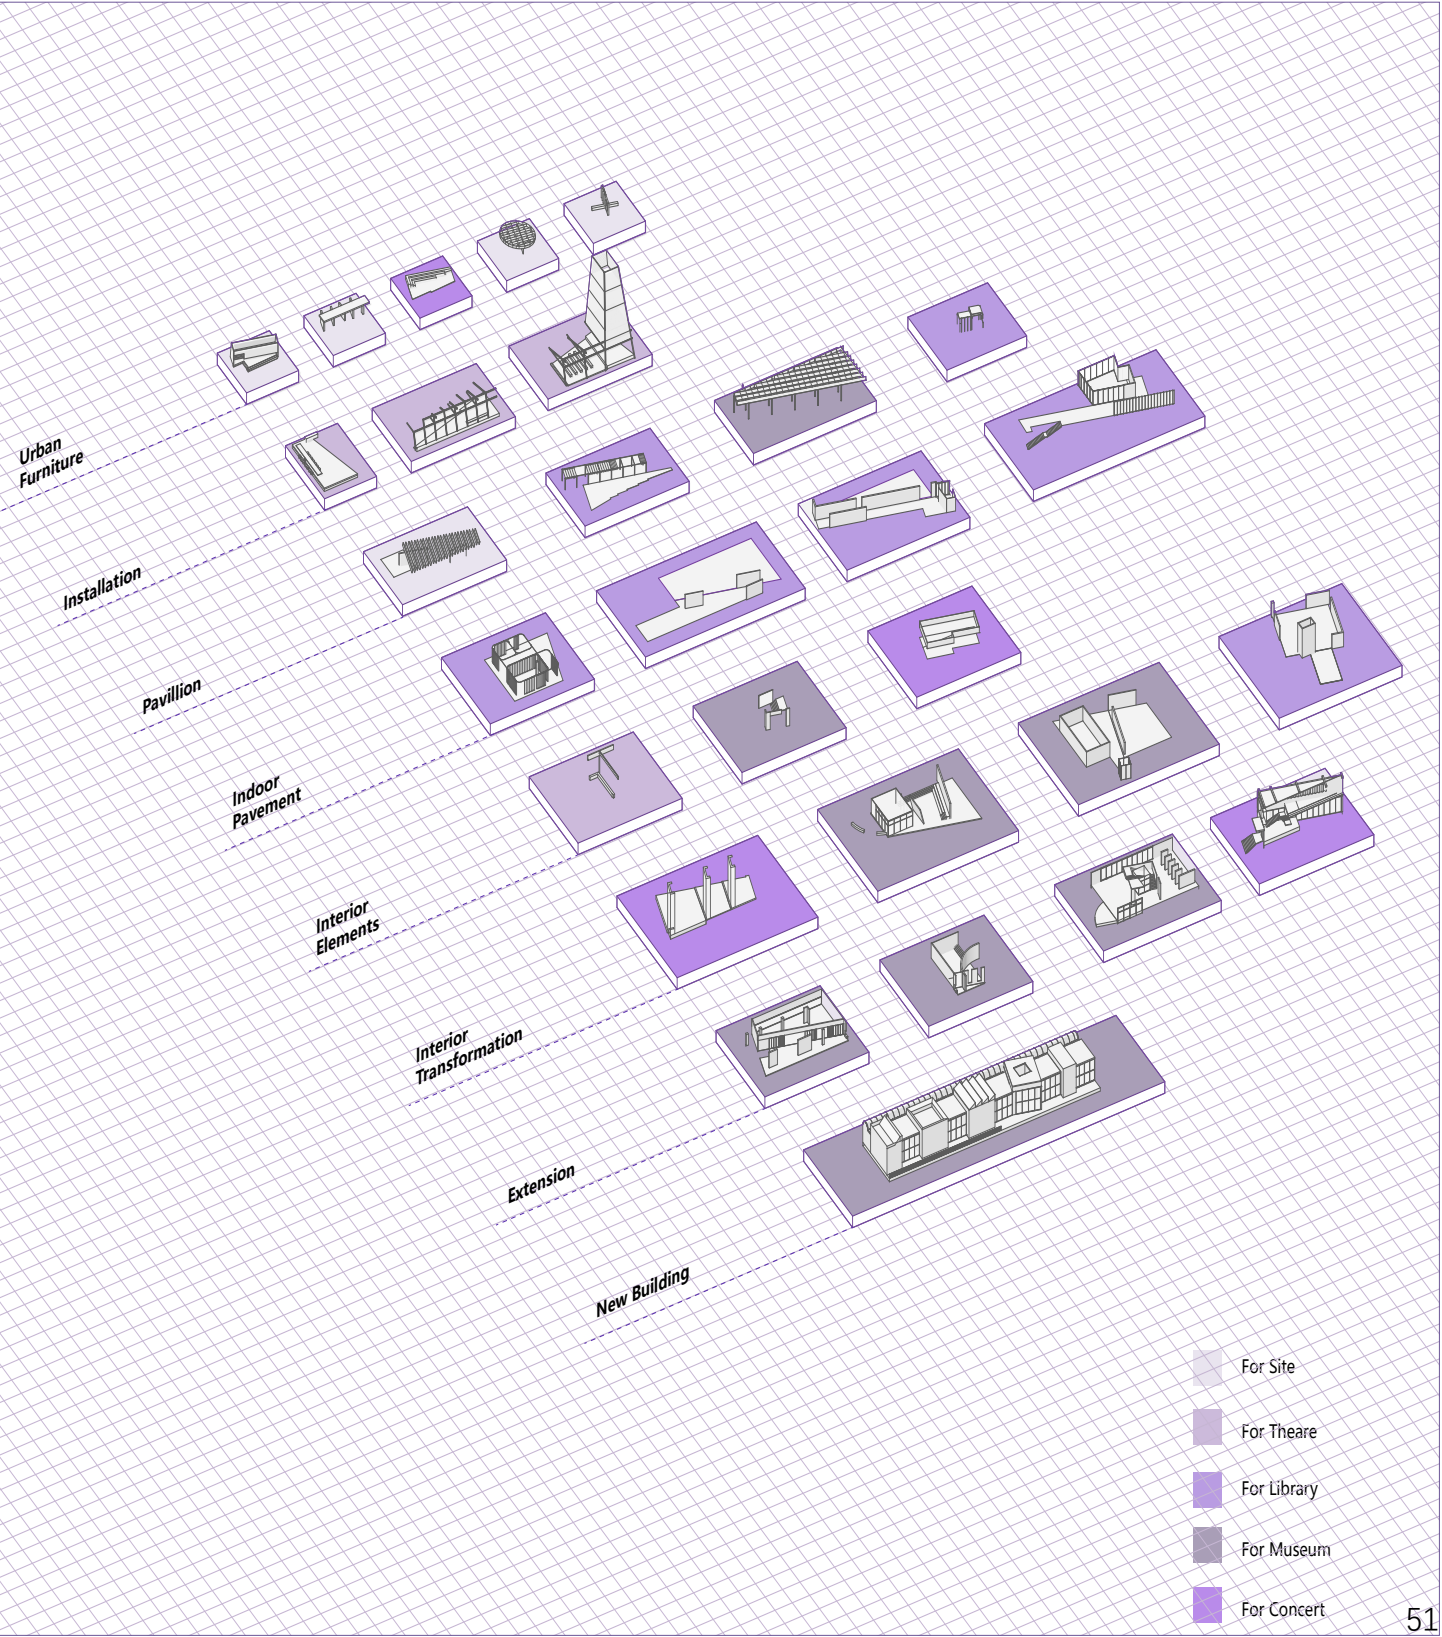 Urban
Furniture
Installation
Pavillion
Indoor
Pavement
Interior
Elements
Interior
Transformation
Extension
New Building
For Site
For Theare
For Library
For Museum
For Concert
51